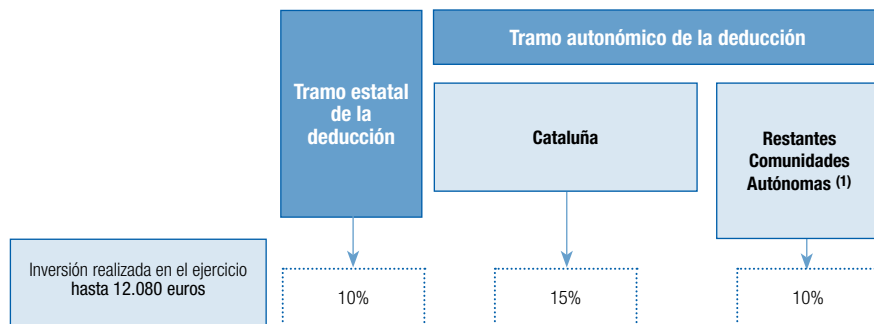 Tramo autonómico de la deducción
Tramo estatal
de la
deducción
Cataluña
Restantes
Comunidades
Autónomas (1)
Inversión realizada en el ejercicio
hasta 12.080 euros
10%
15%
10%